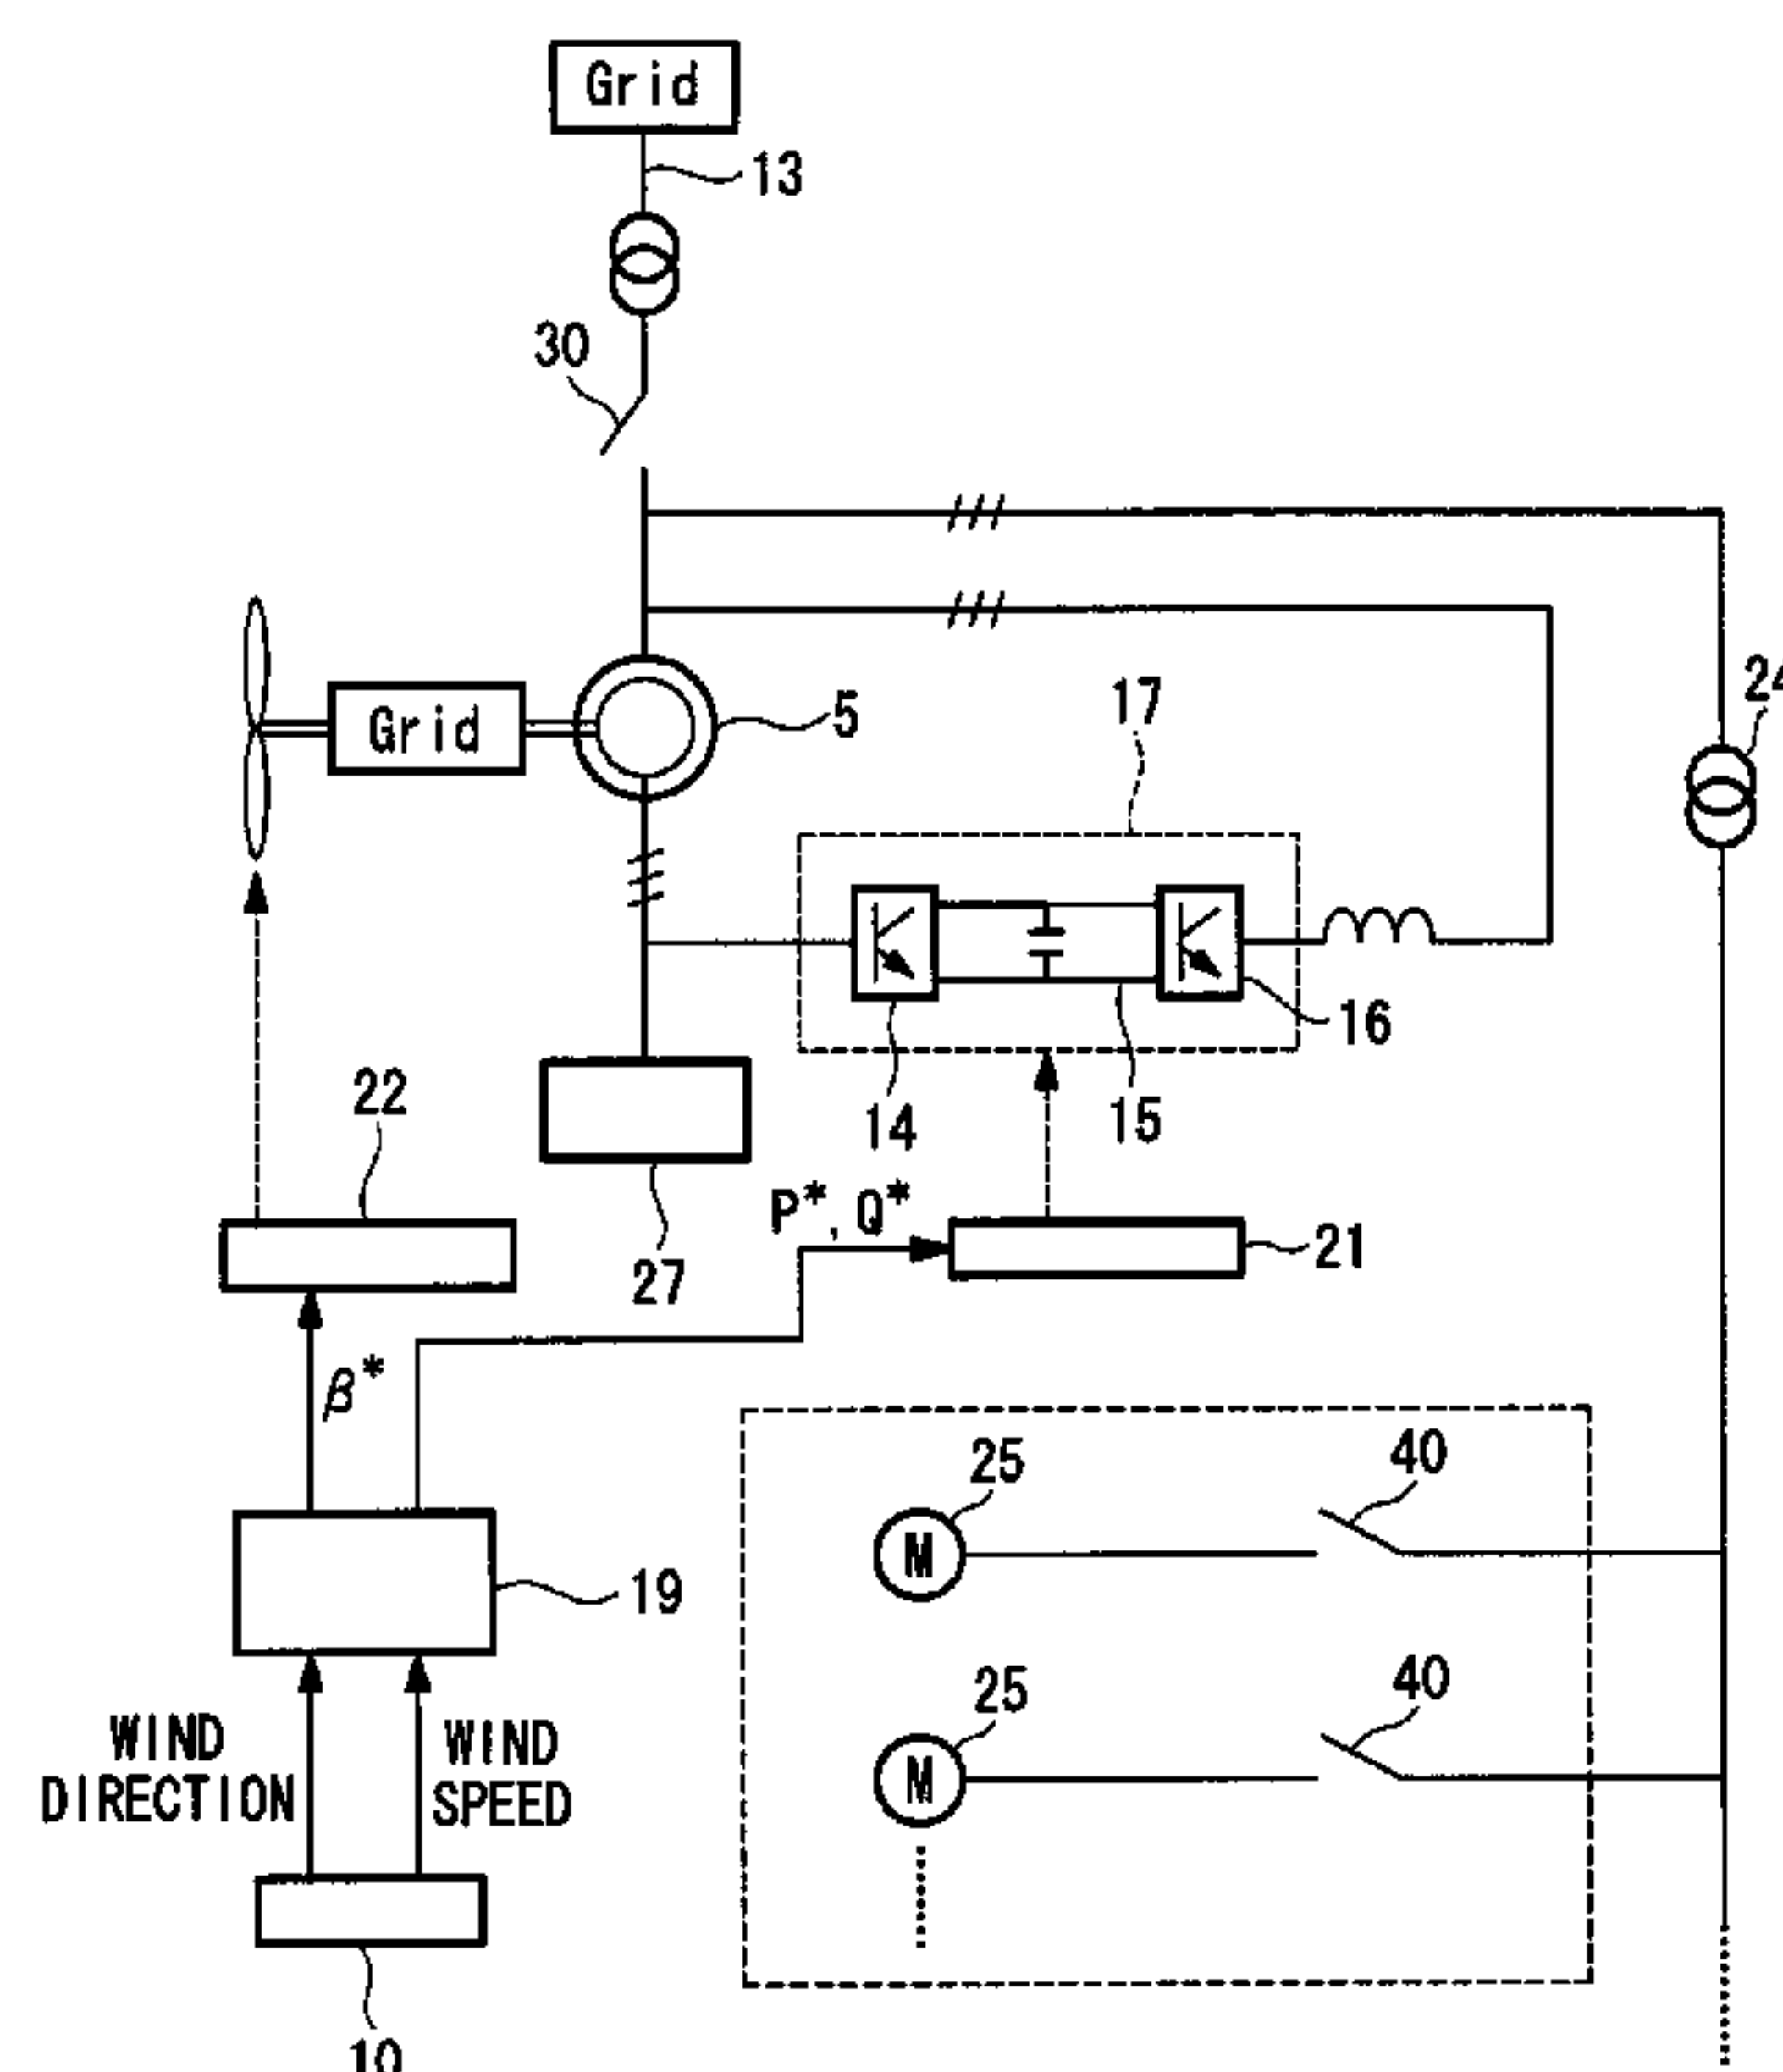 Grid
13
30
24
17
Grid
5
16
22
14
15
P*, Q*
21
27
β*
25
40
19
25
40
WIND
DIRECTION
WIND
SPEED
M
M
10